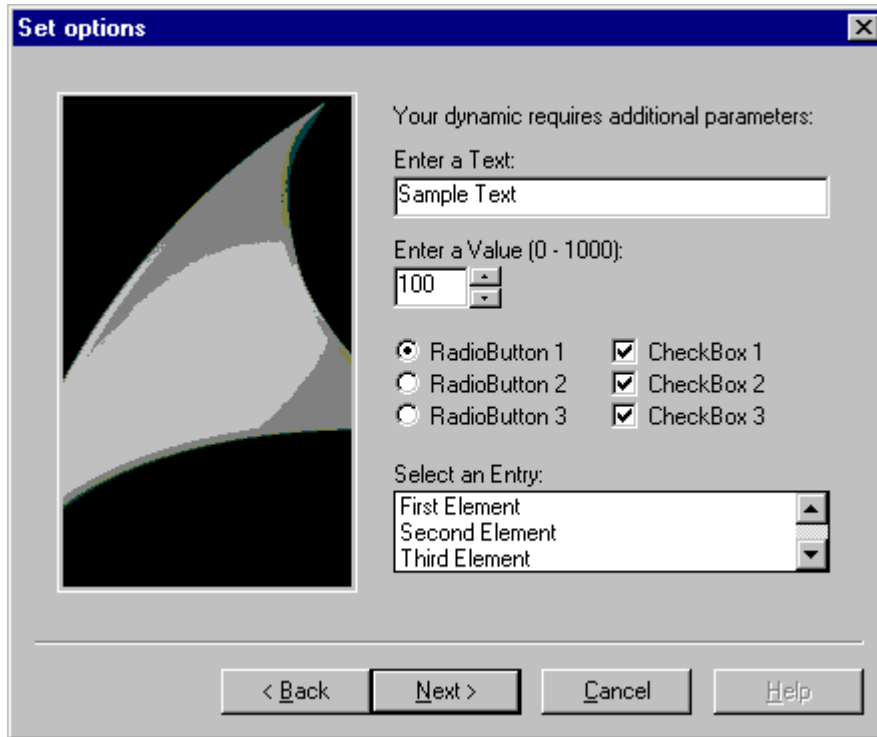 Set options
Your dynamic requires additional parameters:
Enter a Text:
Sample Text
Enter a Value (0 - 1000):
100
RadioButton 1 CheckBox 1
RadioButton 2 CheckBox 2
RadioButton 3 CheckBox 3
Select an Entry:
First Element
Second Element
Third Element
< Back Next > Cancel Help